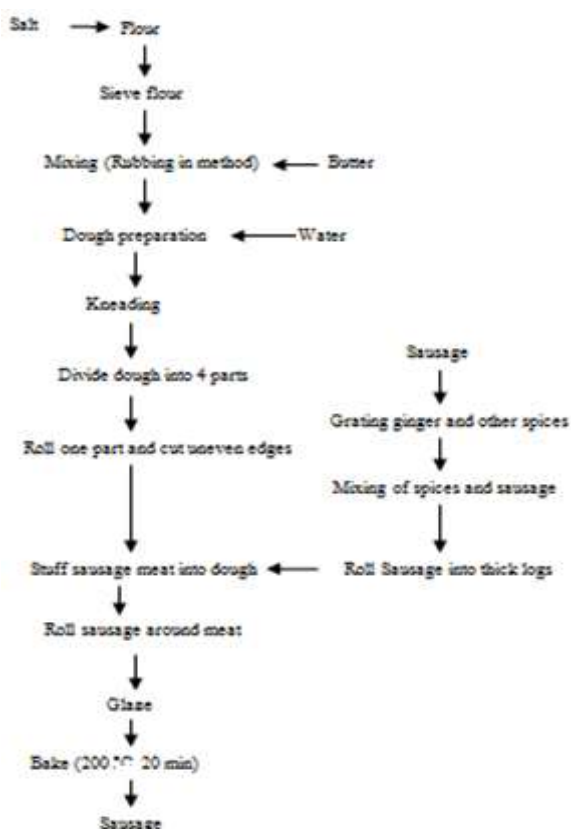 Salt
Flour
Sieve flour
Mixing (Rubbing in method)
Butter
Dough preparation
Water
Kneading
Divide dough into 4 parts
Roll one part and cut uneven edges
Sausage
Grating ginger and other spices
Mixing of spices and sausage
Roll Sausage into thick logs
Stuff sausage meat into dough
Roll sausage around meat
Glaze
Bake (200 °C 20 min)
Sausage